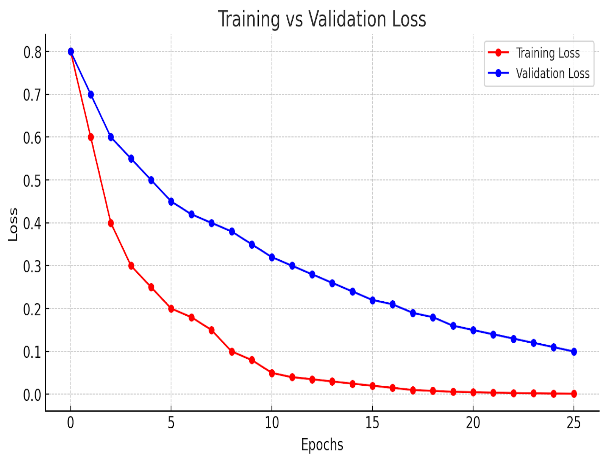 Training vs Validation Loss
Training Loss
Validation Loss
0.8
0.7
0.6
0.5
0.4
0.3
0.2
0.1
0.0
Loss
0 5 10 15 20 25
Epochs